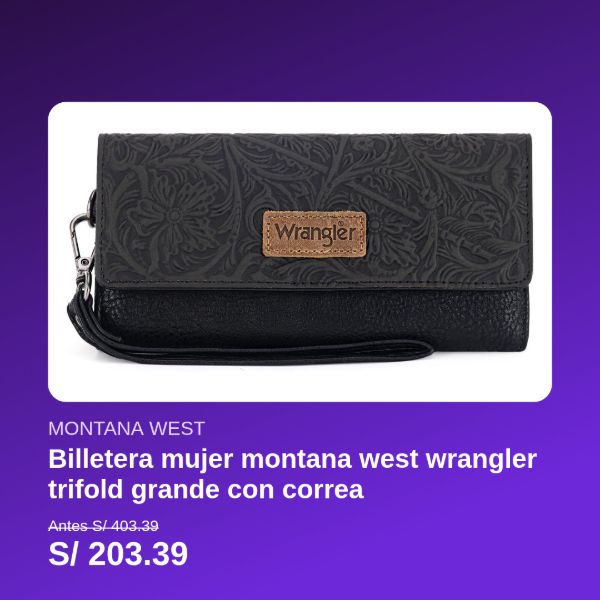 Wrangler
MONTANA WEST
Billetera mujer montana west wrangler
trifold grande con correa
Antes S/ 403.39
S/ 203.39